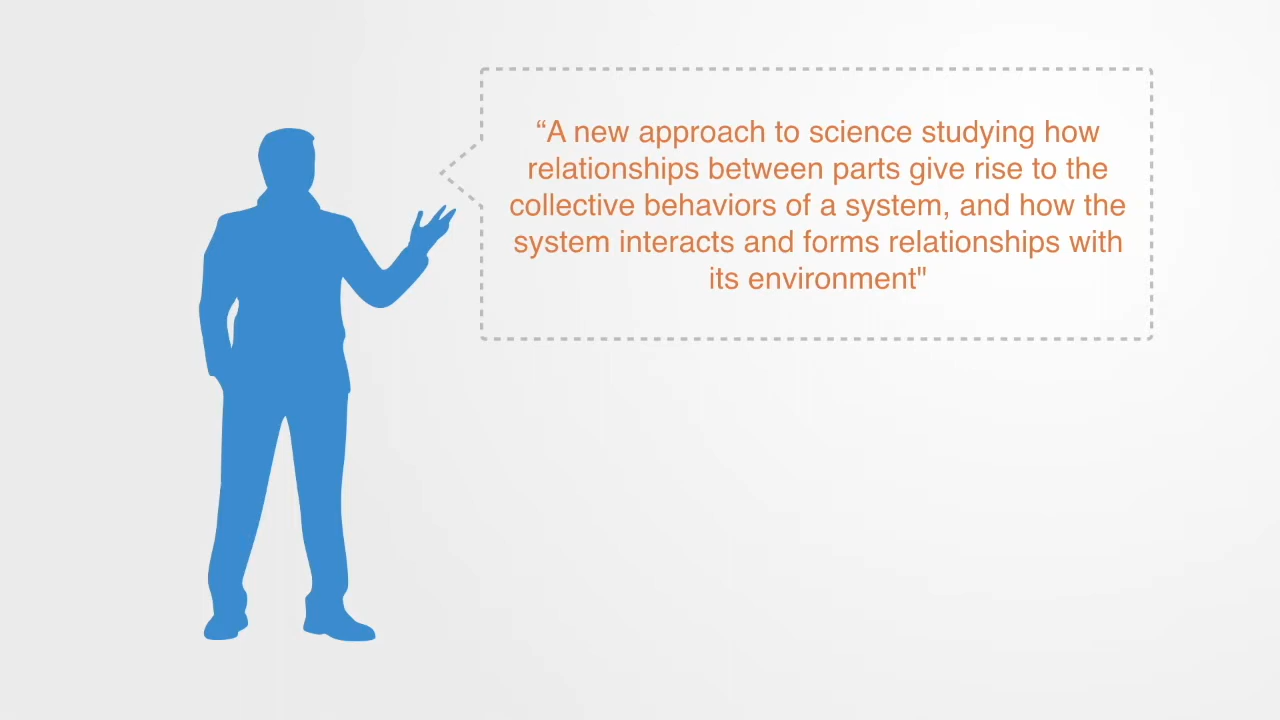 “A new approach to science studying how
relationships between parts give rise to the
collective behaviors of a system, and how the
system interacts and forms relationships with
its environment"